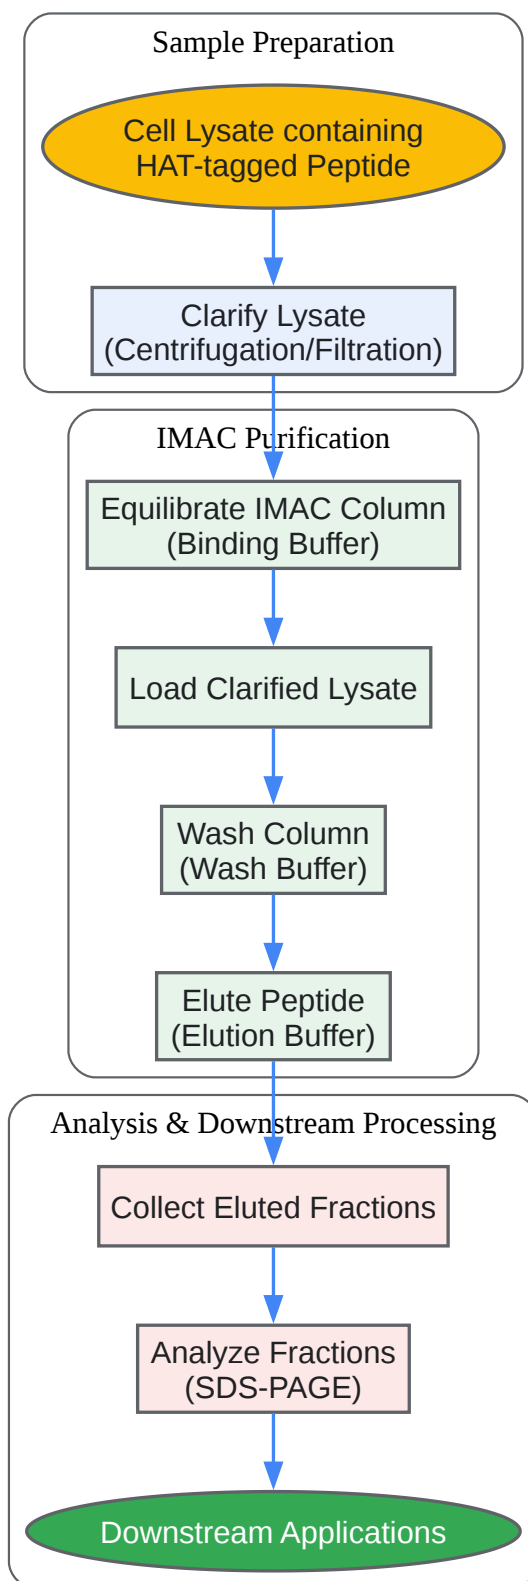 Sample Preparation
Cell Lysate containing
HAT-tagged Peptide
Clarify Lysate
(Centrifugation/Filtration)
IMAC Purification
Equilibrate IMAC Column
(Binding Buffer)
Load Clarified Lysate
Wash Column
(Wash Buffer)
Elute Peptide
(Elution Buffer)
Analysis & Downstream Processing
Collect Eluted Fractions
Analyze Fractions
(SDS-PAGE)
Downstream Applications